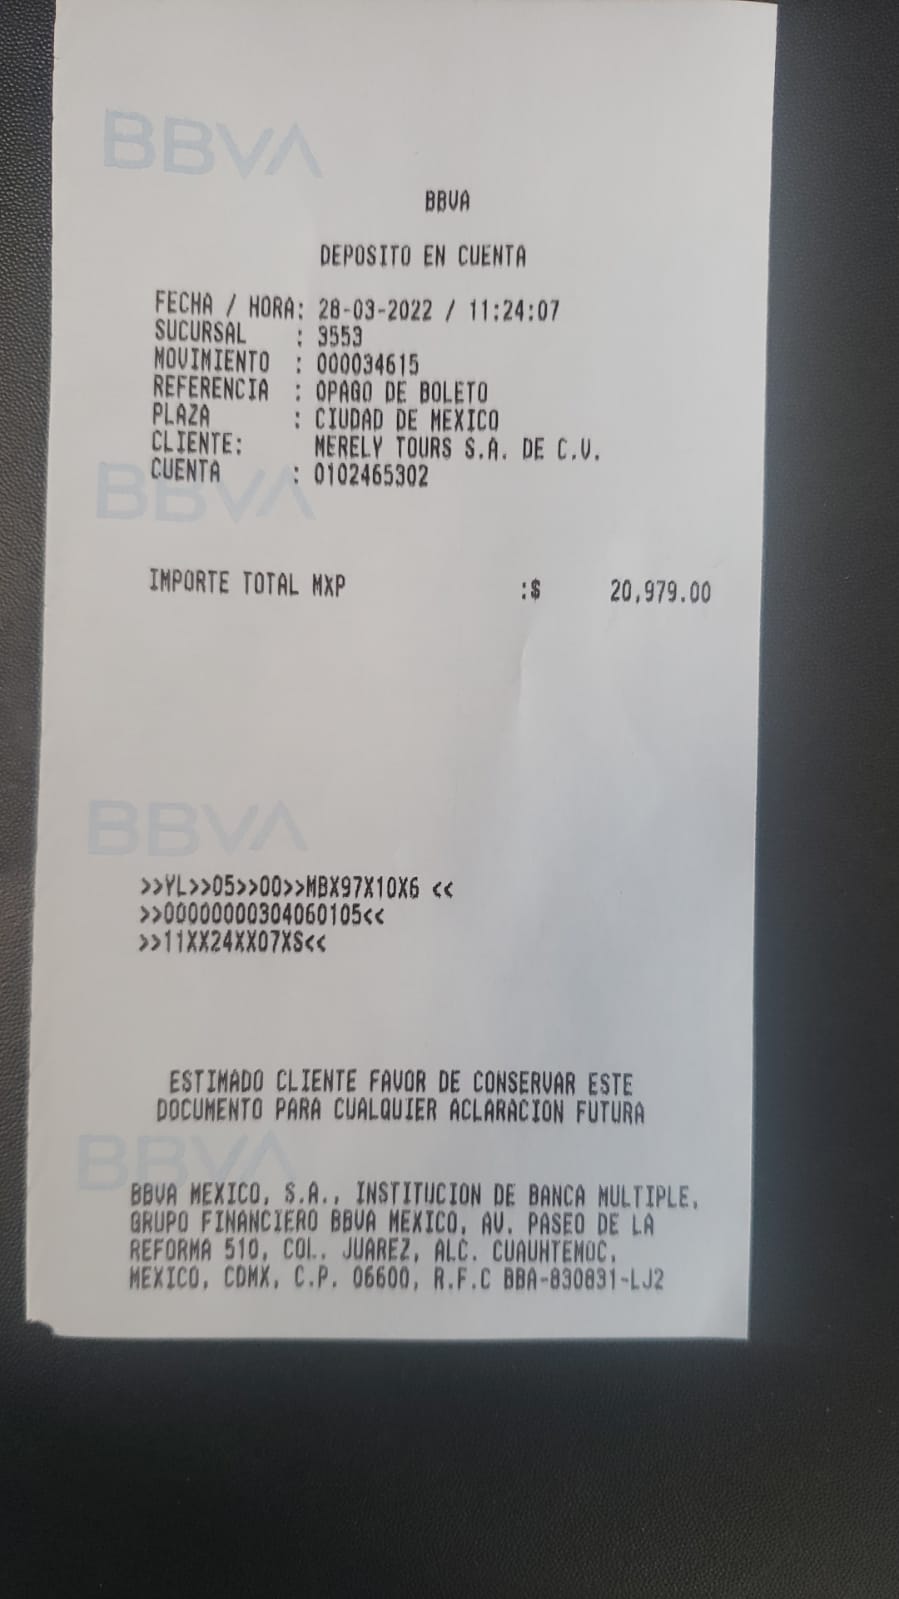 BBVA
BBVA
DEPOSITO EN CUENTA
FECHA / HORA: 28-03-2022 / 11:24:07
SUCURSAL : 3553
MOVIMIENTO : 000034615
REFERENCIA : OPAGO DE BOLETO
PLAZA : CIUDAD DE MEXICO
CLIENTE: MERELY TOURS S.A. DE C.V.
CUENTA : 0102465302
BBVA
IMPORTE TOTAL MXP :$ 20,979.00
BBVA
>>YL>>05>>00>>MBX97X10X6 <<
>>00000000304060105<<
>>11XX24XX07XS<<
ESTIMADO CLIENTE FAVOR DE CONSERVAR ESTE
DOCUMENTO PARA CUALQUIER ACLARACION FUTURA
BBVA
BBVA MEXICO, S.A., INSTITUCION DE BANCA MULTIPLE,
GRUPO FINANCIERO BBVA MEXICO, AV. PASEO DE LA
REFORMA 510, COL. JUAREZ, ALC. CUAUHTEMOC,
MEXICO, CDMX, C.P. 06600, R.F.C BBA-830831-LJ2